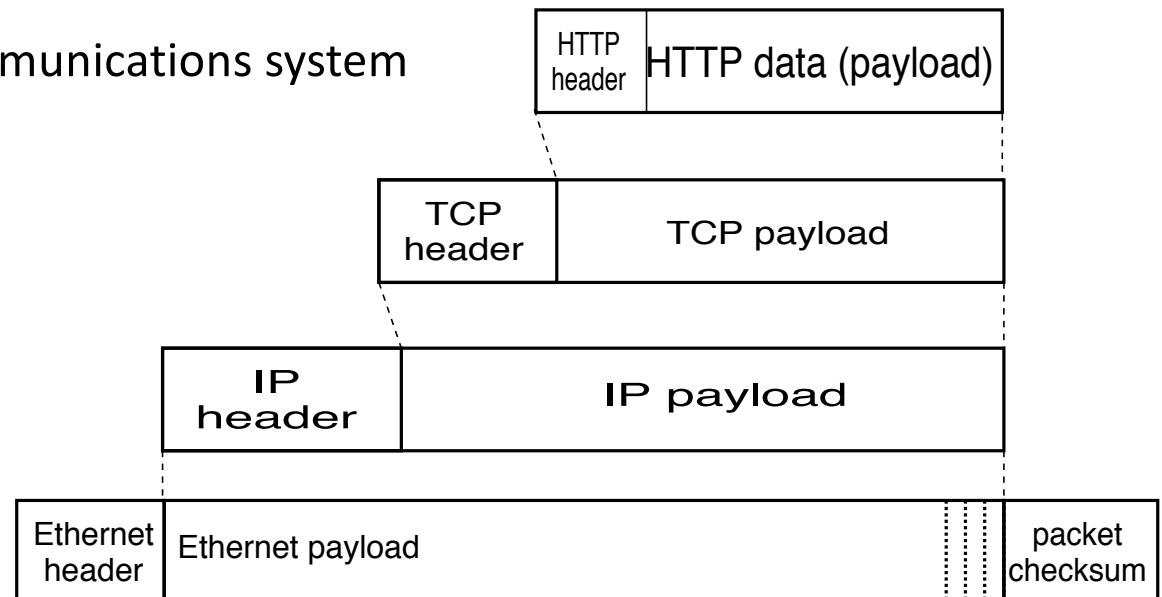 munications system
HTTP
header
HTTP data (payload)
TCP
header
TCP payload
IP
header
IP payload
Ethernet
header
Ethernet payload
packet
checksum